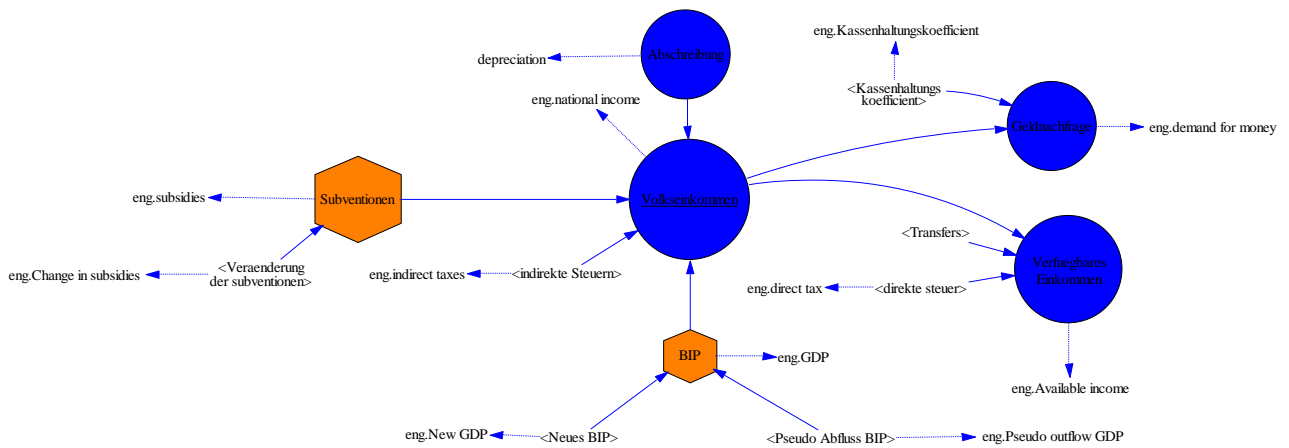 eng.Kassenhaltungskoefficient
Abschreibung
depreciation
<Kassenhaltungs
koefficient>
eng.national income
Geldnachfrage
eng.demand for money
eng.subsidies
Subventionen
Volkseinkommen
<Transfers>
Verfuegbares
Einkommen
eng.Change in subsidies
<Veraenderung
der subventionen>
eng.indirect taxes
<indirekte Steuern>
eng.direct tax
<direkte steuer>
BIP
eng.GDP
eng.Available income
eng.New GDP
<Neues BIP>
<Pseudo Abfluss BIP>
eng.Pseudo outflow GDP